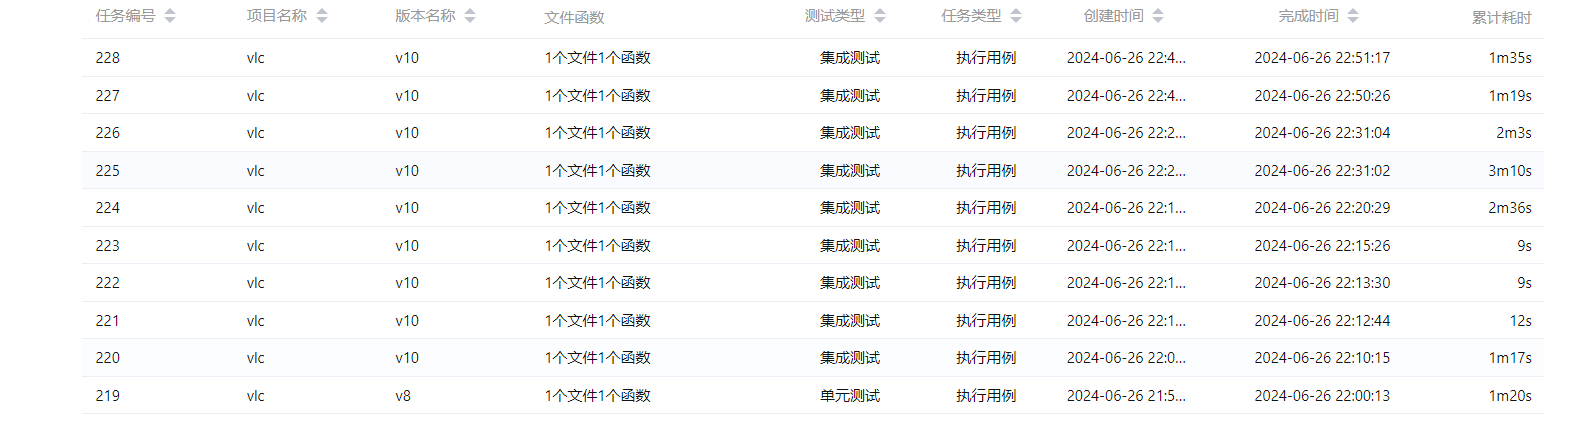 任务编号 项目名称 版本名称 文件函数 测试类型 任务类型 创建时间 完成时间 累计耗时
228 vlc v10 1个文件1个函数 集成测试 执行用例 2024-06-26 22:4... 2024-06-26 22:51:17 1m35s
227 vlc v10 1个文件1个函数 集成测试 执行用例 2024-06-26 22:4... 2024-06-26 22:50:26 1m19s
226 vlc v10 1个文件1个函数 集成测试 执行用例 2024-06-26 22:2... 2024-06-26 22:31:04 2m3s
225 vlc v10 1个文件1个函数 集成测试 执行用例 2024-06-26 22:2... 2024-06-26 22:31:02 3m10s
224 vlc v10 1个文件1个函数 集成测试 执行用例 2024-06-26 22:1... 2024-06-26 22:20:29 2m36s
223 vlc v10 1个文件1个函数 集成测试 执行用例 2024-06-26 22:1... 2024-06-26 22:15:26 9s
222 vlc v10 1个文件1个函数 集成测试 执行用例 2024-06-26 22:1... 2024-06-26 22:13:30 9s
221 vlc v10 1个文件1个函数 集成测试 执行用例 2024-06-26 22:1... 2024-06-26 22:12:44 12s
220 vlc v10 1个文件1个函数 集成测试 执行用例 2024-06-26 22:0... 2024-06-26 22:10:15 1m17s
219 vlc v8 1个文件1个函数 单元测试 执行用例 2024-06-26 21:5... 2024-06-26 22:00:13 1m20s